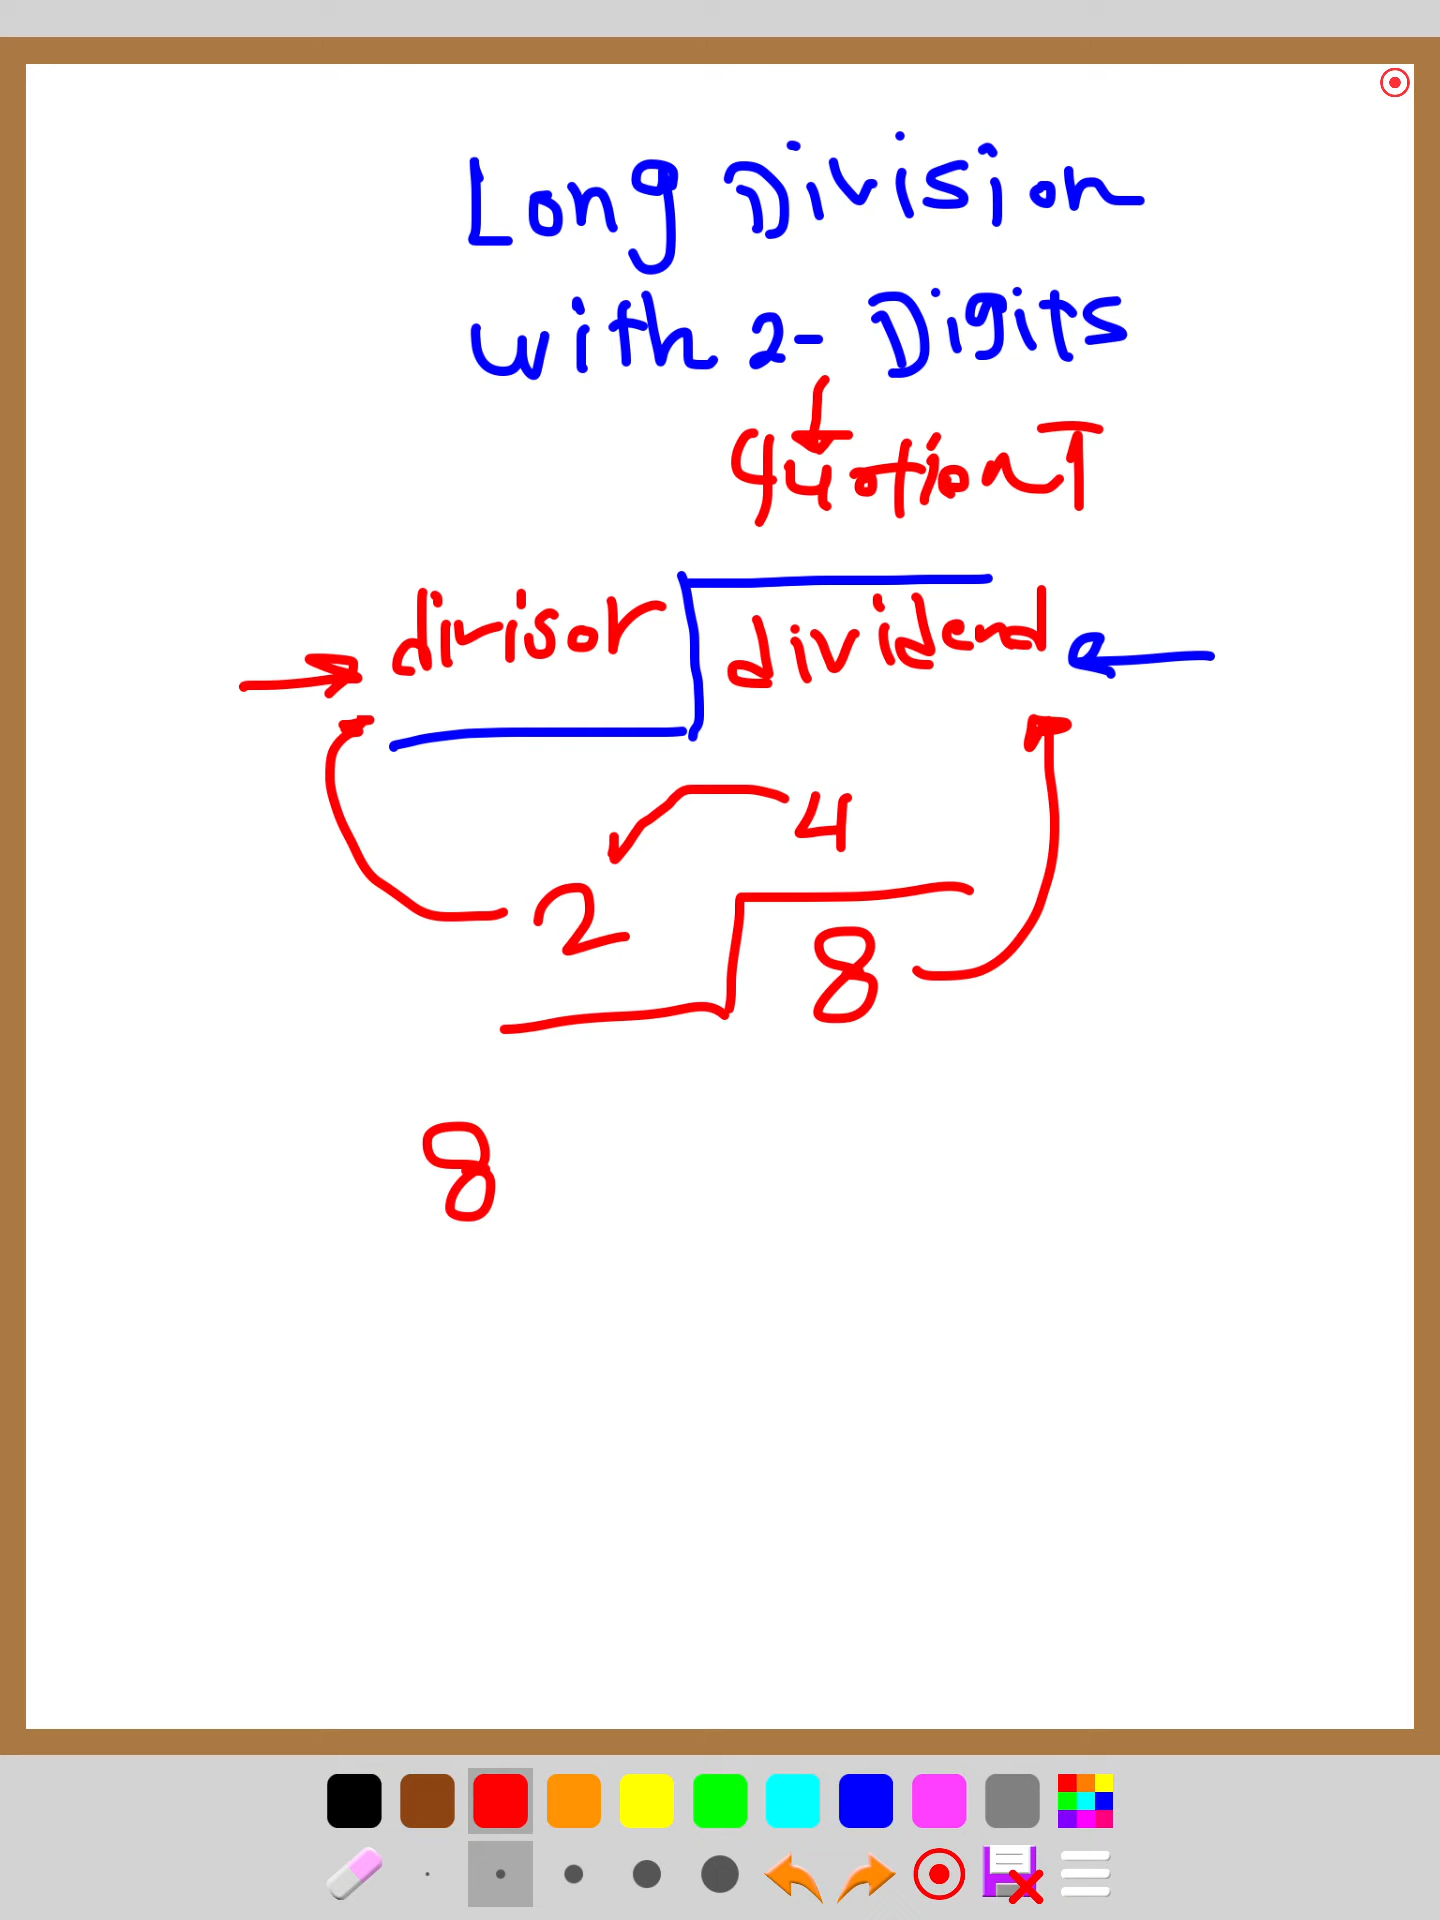 Long Division
with 2- Digits
quotionT
divisor dividend
4
2 8
8